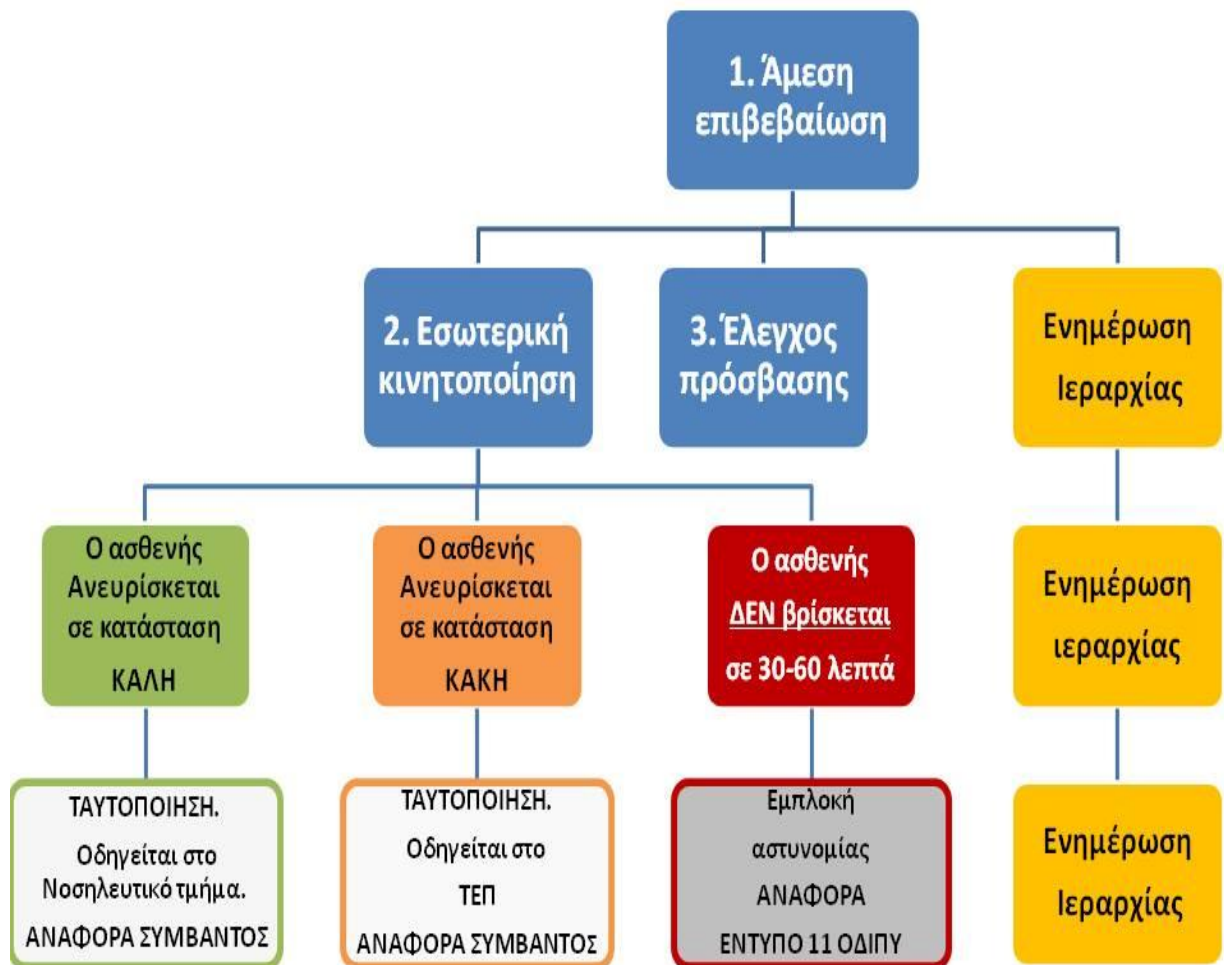 1. Άμεση
επιβεβαίωση
2. Εσωτερική
κινητοποίηση
3. Έλεγχος
πρόσβασης
Ενημέρωση
Ιεραρχίας
Ο ασθενής
Ανευρίσκεται
σε κατάσταση
ΚΑΛΗ
Ο ασθενής
Ανευρίσκεται
σε κατάσταση
ΚΑΚΗ
Ο ασθενής
ΔΕΝ βρίσκεται
σε 30-60 λεπτά
Ενημέρωση
ιεραρχίας
ΤΑΥΤΟΠΟΙΗΣΗ.
Οδηγείται στο
Νοσηλευτικό τμήμα.
ΑΝΑΦΟΡΑ ΣΥΜΒΑΝΤΟΣ
ΤΑΥΤΟΠΟΙΗΣΗ.
Οδηγείται στο
ΤΕΠ
ΑΝΑΦΟΡΑ ΣΥΜΒΑΝΤΟΣ
Εμπλοκή
αστυνομίας
ΑΝΑΦΟΡΑ
ΕΝΤΥΠΟ 11 ΟΔΙΠΥ
Ενημέρωση
Ιεραρχίας